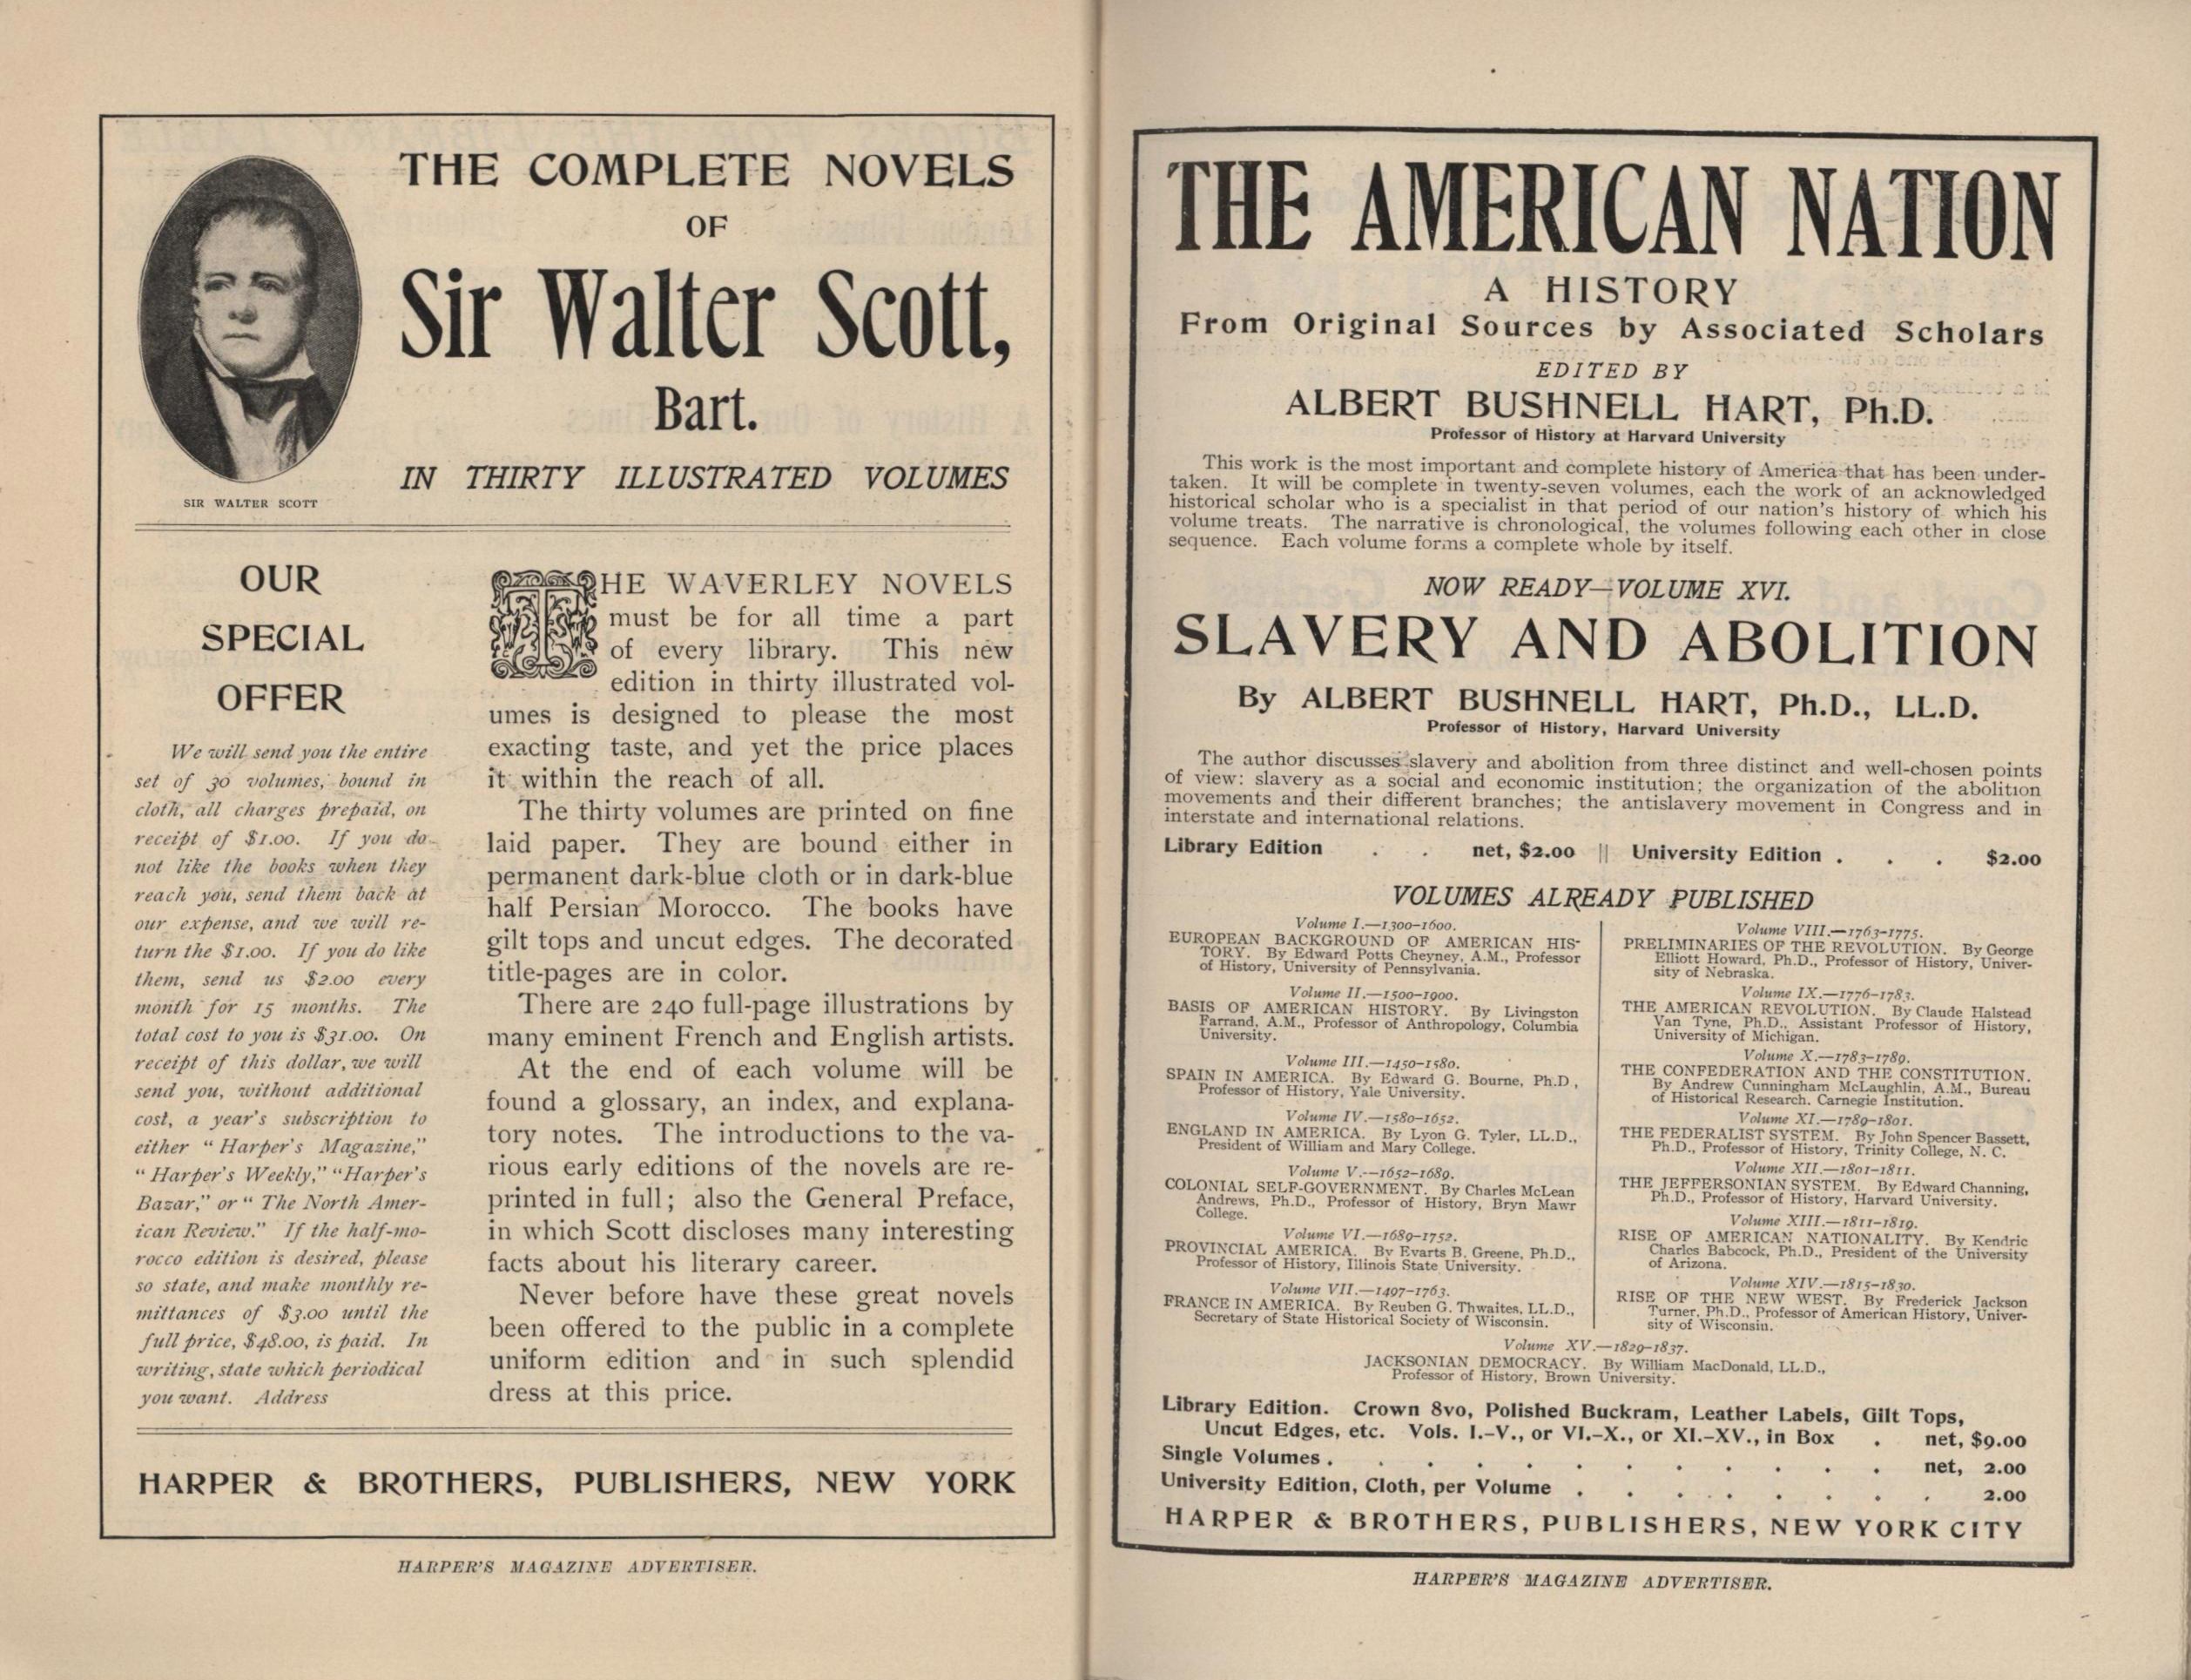 THE COMPLETE NOVELS
OF
Sir Walter Scott,
Bart.
IN THIRTY ILLUSTRATED VOLUMES
SIR WALTER SCOTT
OUR
SPECIAL
OFFER
We will send you the entire
set of 30 volumes, bound in
cloth, all charges prepaid, on
receipt of $1.00. If you do
not like the books when they
reach you, send them back at
our expense, and we will re-
turn the $1.00. If you do like
them, send us $2.00 every
month for 15 months. The
total cost to you is $31.00. On
receipt of this dollar, we will
send you, without additional
cost, a year's subscription to
either "Harper's Magazine,"
"Harper's Weekly," "Harper's
Bazar," or "The North Amer-
ican Review." If the half-mo-
rocco edition is desired, please
so state, and make monthly re-
mittances of $3.00 until the
full price, $48.00, is paid. In
writing, state which periodical
you want. Address
THE WAVERLEY NOVELS
must be for all time a part
of every library. This new
edition in thirty illustrated vol-
umes is designed to please the most
exacting taste, and yet the price places
it within the reach of all.
The thirty volumes are printed on fine
laid paper. They are bound either in
permanent dark-blue cloth or in dark-blue
half Persian Morocco. The books have
gilt tops and uncut edges. The decorated
title-pages are in color.
There are 240 full-page illustrations by
many eminent French and English artists.
At the end of each volume will be
found a glossary, an index, and explana-
tory notes. The introductions to the va-
rious early editions of the novels are re-
printed in full; also the General Preface,
in which Scott discloses many interesting
facts about his literary career.
Never before have these great novels
been offered to the public in a complete
uniform edition and in such splendid
dress at this price.
HARPER & BROTHERS, PUBLISHERS, NEW YORK
HARPER'S MAGAZINE ADVERTISER.
THE AMERICAN NATION
A HISTORY
From Original Sources by Associated Scholars
EDITED BY
ALBERT BUSHNELL HART, Ph.D.
Professor of History at Harvard University
This work is the most important and complete history of America that has been under-
taken. It will be complete in twenty-seven volumes, each the work of an acknowledged
historical scholar who is a specialist in that period of our nation's history of which his
volume treats. The narrative is chronological, the volumes following each other in close
sequence. Each volume forms a complete whole by itself.
NOW READY—VOLUME XVI.
SLAVERY AND ABOLITION
By ALBERT BUSHNELL HART, Ph.D., LL.D.
Professor of History, Harvard University
The author discusses slavery and abolition from three distinct and well-chosen points
of view: slavery as a social and economic institution; the organization of the abolition
movements and their different branches; the antislavery movement in Congress and in
interstate and international relations.
Library Edition . . net, $2.00 || University Edition . . . $2.00
VOLUMES ALREADY PUBLISHED
Volume I.—1300-1600.
EUROPEAN BACKGROUND OF AMERICAN HIS-
TORY. By Edward Potts Cheyney, A.M., Professor
of History, University of Pennsylvania.
Volume II.—1500-1900.
BASIS OF AMERICAN HISTORY. By Livingston
Farrand, A.M., Professor of Anthropology, Columbia
University.
Volume III.—1450-1580.
SPAIN IN AMERICA. By Edward G. Bourne, Ph.D,
Professor of History, Yale University.
Volume IV.—1580-1652.
ENGLAND IN AMERICA. By Lyon G. Tyler, LL.D.,
President of William and Mary College.
Volume V.—1652-1689.
COLONIAL SELF-GOVERNMENT. By Charles McLean
Andrews, Ph.D., Professor of History, Bryn Mawr
College.
Volume VI.—1689-1752.
PROVINCIAL AMERICA. By Evarts B. Greene, Ph.D.,
Professor of History, Illinois State University.
Volume VII.—1497-1763.
FRANCE IN AMERICA. By Reuben G. Thwaites, LL.D.,
Secretary of State Historical Society of Wisconsin.
Volume VIII.—1763-1775.
PRELIMINARIES OF THE REVOLUTION. By George
Elliott Howard, Ph.D., Professor of History, Univer-
sity of Nebraska.
Volume IX.—1776-1783.
THE AMERICAN REVOLUTION. By Claude Halstead
Van Tyne, Ph.D., Assistant Professor of History,
University of Michigan.
Volume X.—1783-1789.
THE CONFEDERATION AND THE CONSTITUTION.
By Andrew Cunningham McLaughlin, A.M., Bureau
of Historical Research. Carnegie Institution.
Volume XI.—1789-1801.
THE FEDERALIST SYSTEM. By John Spencer Bassett,
Ph.D., Professor of History, Trinity College, N. C.
Volume XII.—1801-1811.
THE JEFFERSONIAN SYSTEM. By Edward Channing,
Ph.D., Professor of History, Harvard University.
Volume XIII.—1811-1819.
RISE OF AMERICAN NATIONALITY. By Kendric
Charles Babcock, Ph.D., President of the University
of Arizona.
Volume XIV.—1815-1830.
RISE OF THE NEW WEST. By Frederick Jackson
Turner, Ph.D., Professor of American History, Univer-
sity of Wisconsin.
Volume XV.—1829-1837.
JACKSONIAN DEMOCRACY. By William MacDonald, LL.D.,
Professor of History, Brown University.
Library Edition. Crown 8vo, Polished Buckram, Leather Labels, Gilt Tops,
Uncut Edges, etc. Vols. I.-V., or VI.-X., or XI.-XV., in Box . net, $9.00
Single Volumes . . . . . . . . . . . . net, 2.00
University Edition, Cloth, per Volume . . . . . . . . 2.00
HARPER & BROTHERS, PUBLISHERS, NEW YORK CITY
HARPER'S MAGAZINE ADVERTISER.